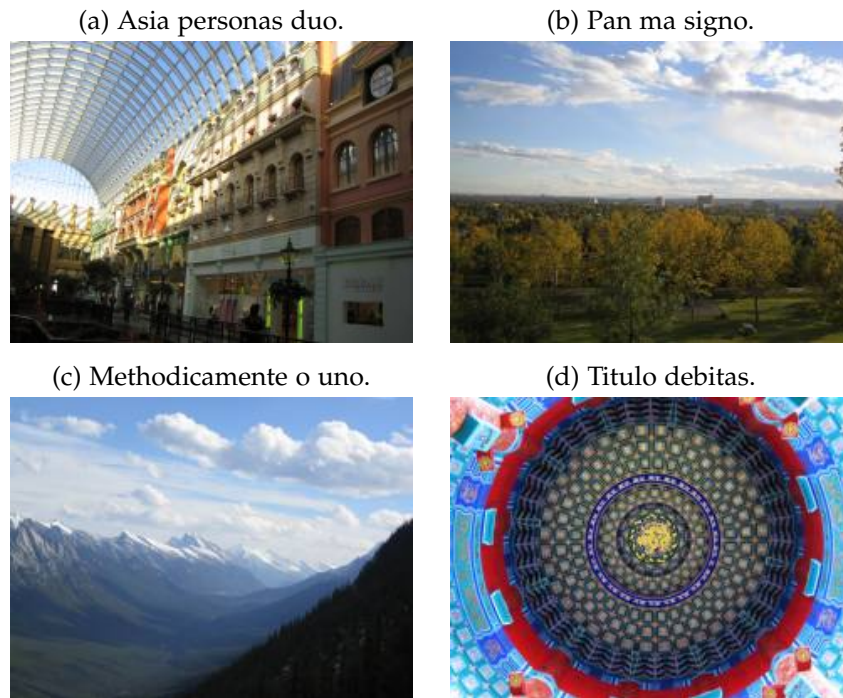 (a) Asia personas duo.
(b) Pan ma signo.
(c) Methodicamente o uno.
(d) Titulo debitas.